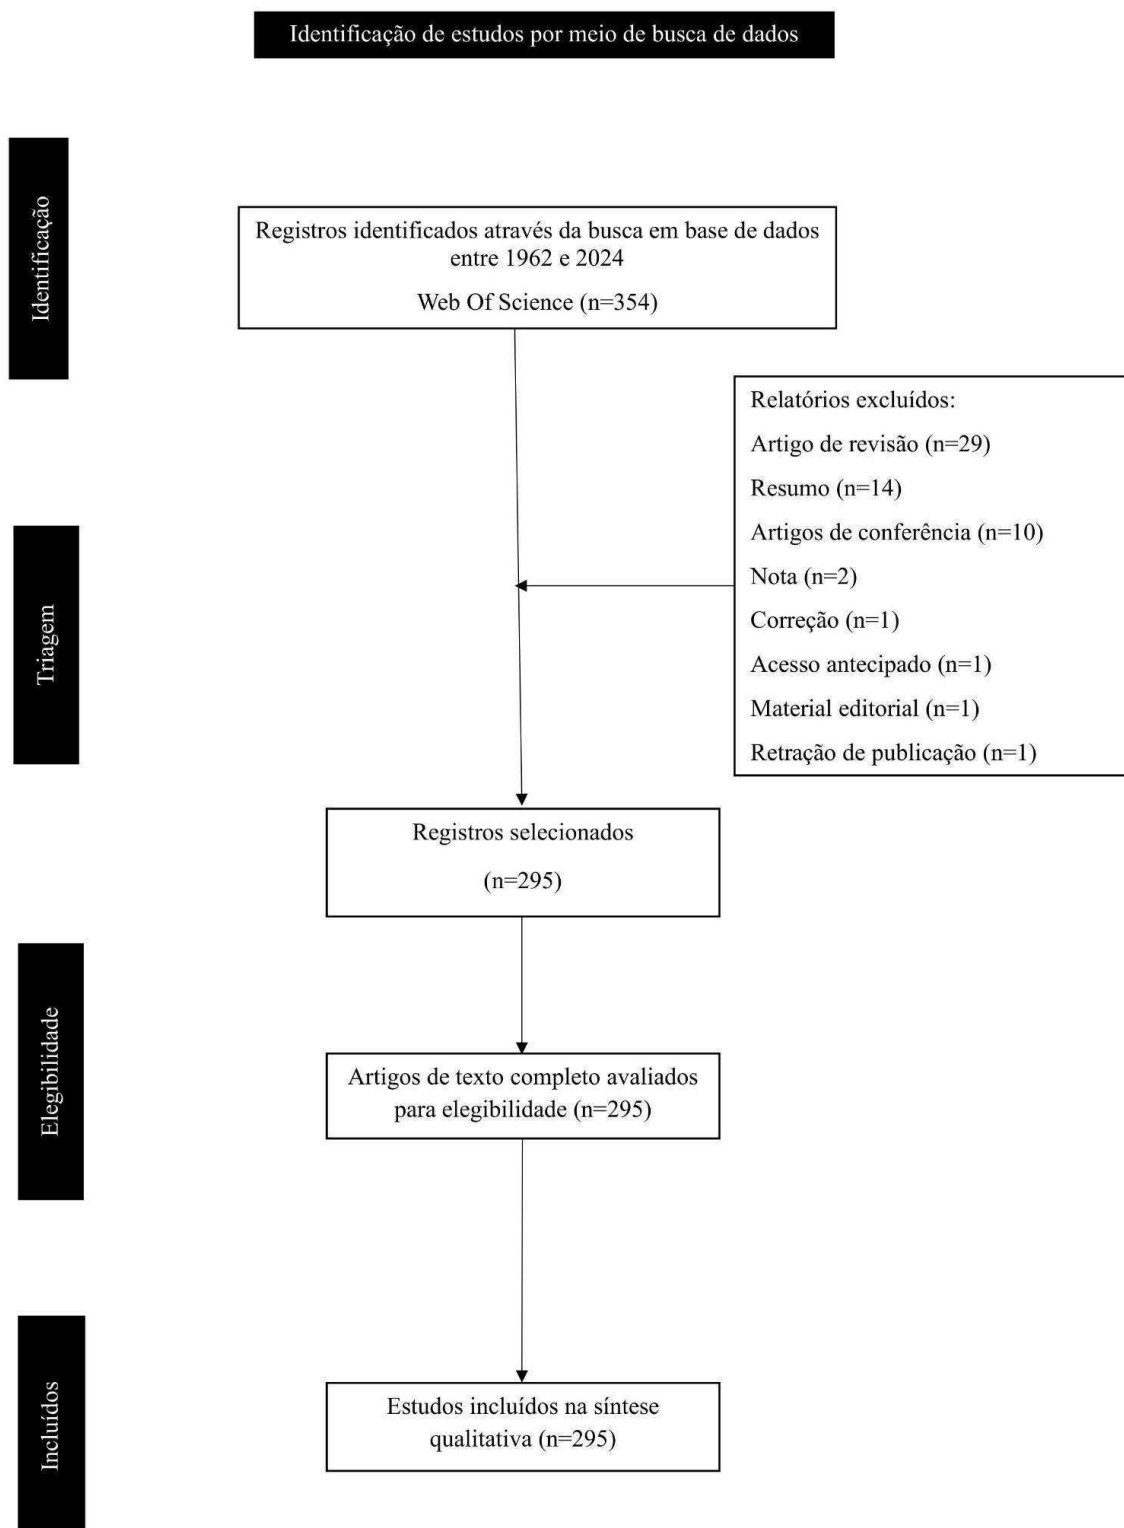 Identificação de estudos por meio de busca de dados
Identificação
Registros identificados através da busca em base de dados
entre 1962 e 2024
Web Of Science (n=354)
Relatórios excluídos:
Artigo de revisão (n=29)
Resumo (n=14)
Artigos de conferência (n=10)
Nota (n=2)
Correção (n=1)
Acesso antecipado (n=1)
Material editorial (n=1)
Retração de publicação (n=1)
Triagem
Registros selecionados
(n=295)
Elegibilidade
Artigos de texto completo avaliados
para elegibilidade (n=295)
Incluídos
Estudos incluídos na síntese
qualitativa (n=295)